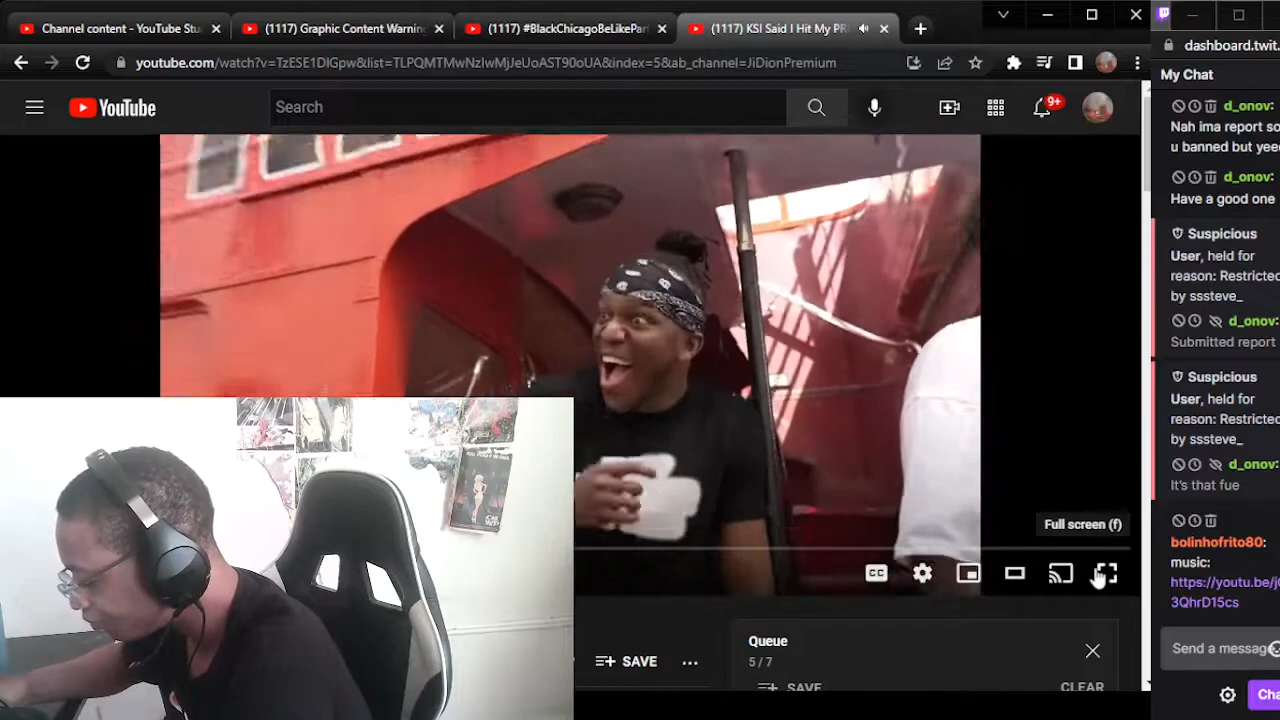 Channel content - YouTube Stu
(1117) Graphic Content Warnin
(1117) #BlackChicagoBeLikePar
(1117) KSI Said I Hit My PR
youtube.com/watch?v=TzESE1DIGpw&list=TLPQMTMwNzIwMjJeUoAST90oUA&index=5&ab_channel=JiDionPremium
YouTube
Search
9+
Full screen (f)
CC
SAVE
Queue
5 / 7
SAVE
CLEAR
dashboard.twit
My Chat
d_onov:
Nah ima report so
u banned but yee
d_onov:
Have a good one
Suspicious
User, held for
reason: Restricted
by sssteve_
d_onov:
Submitted report
Suspicious
User, held for
reason: Restricted
by sssteve_
d_onov:
It's that fue
bolinhofrito80:
music:
https://youtu.be/j
3QhrD15cs
Send a message
Cha